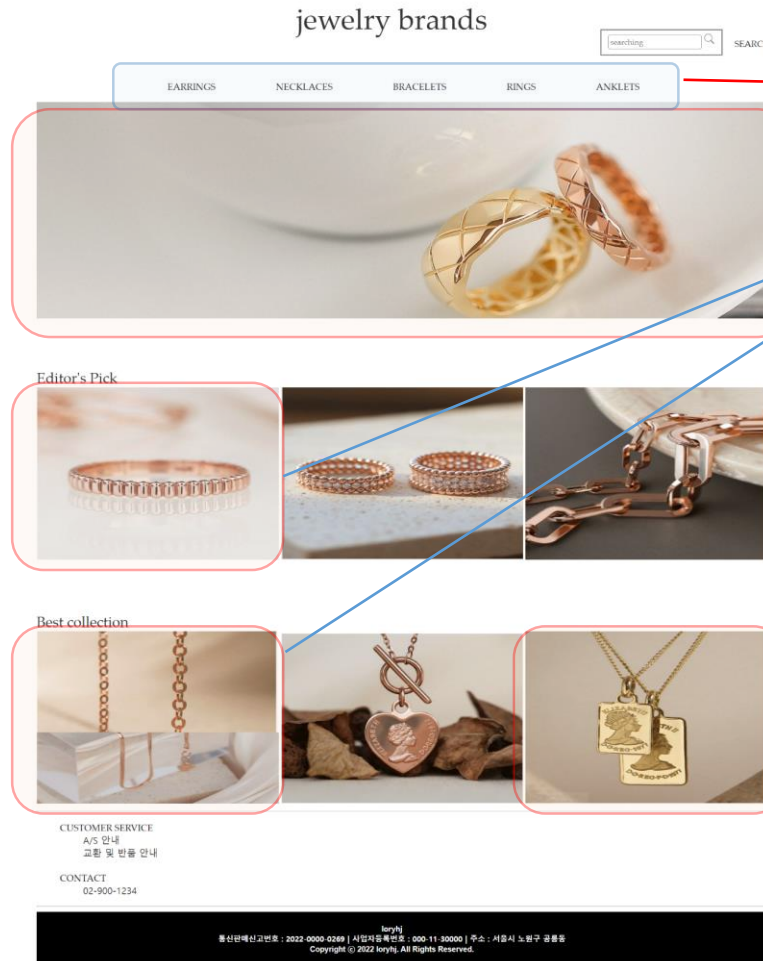 jewelry brands
searching
SEARC
EARRINGS NECKLACES BRACELETS RINGS ANKLETS
Editor's Pick
Best collection
CUSTOMER SERVICE
A/S 안내
교환 및 반품 안내
CONTACT
02-900-1234
loryhj
통신판매신고번호 : 2022-0000-0269 | 사업자등록번호 : 000-11-30000 | 주소 : 서울시 노원구 공릉동
Copyright ⓒ 2022 loryhj. All Rights Reserved.